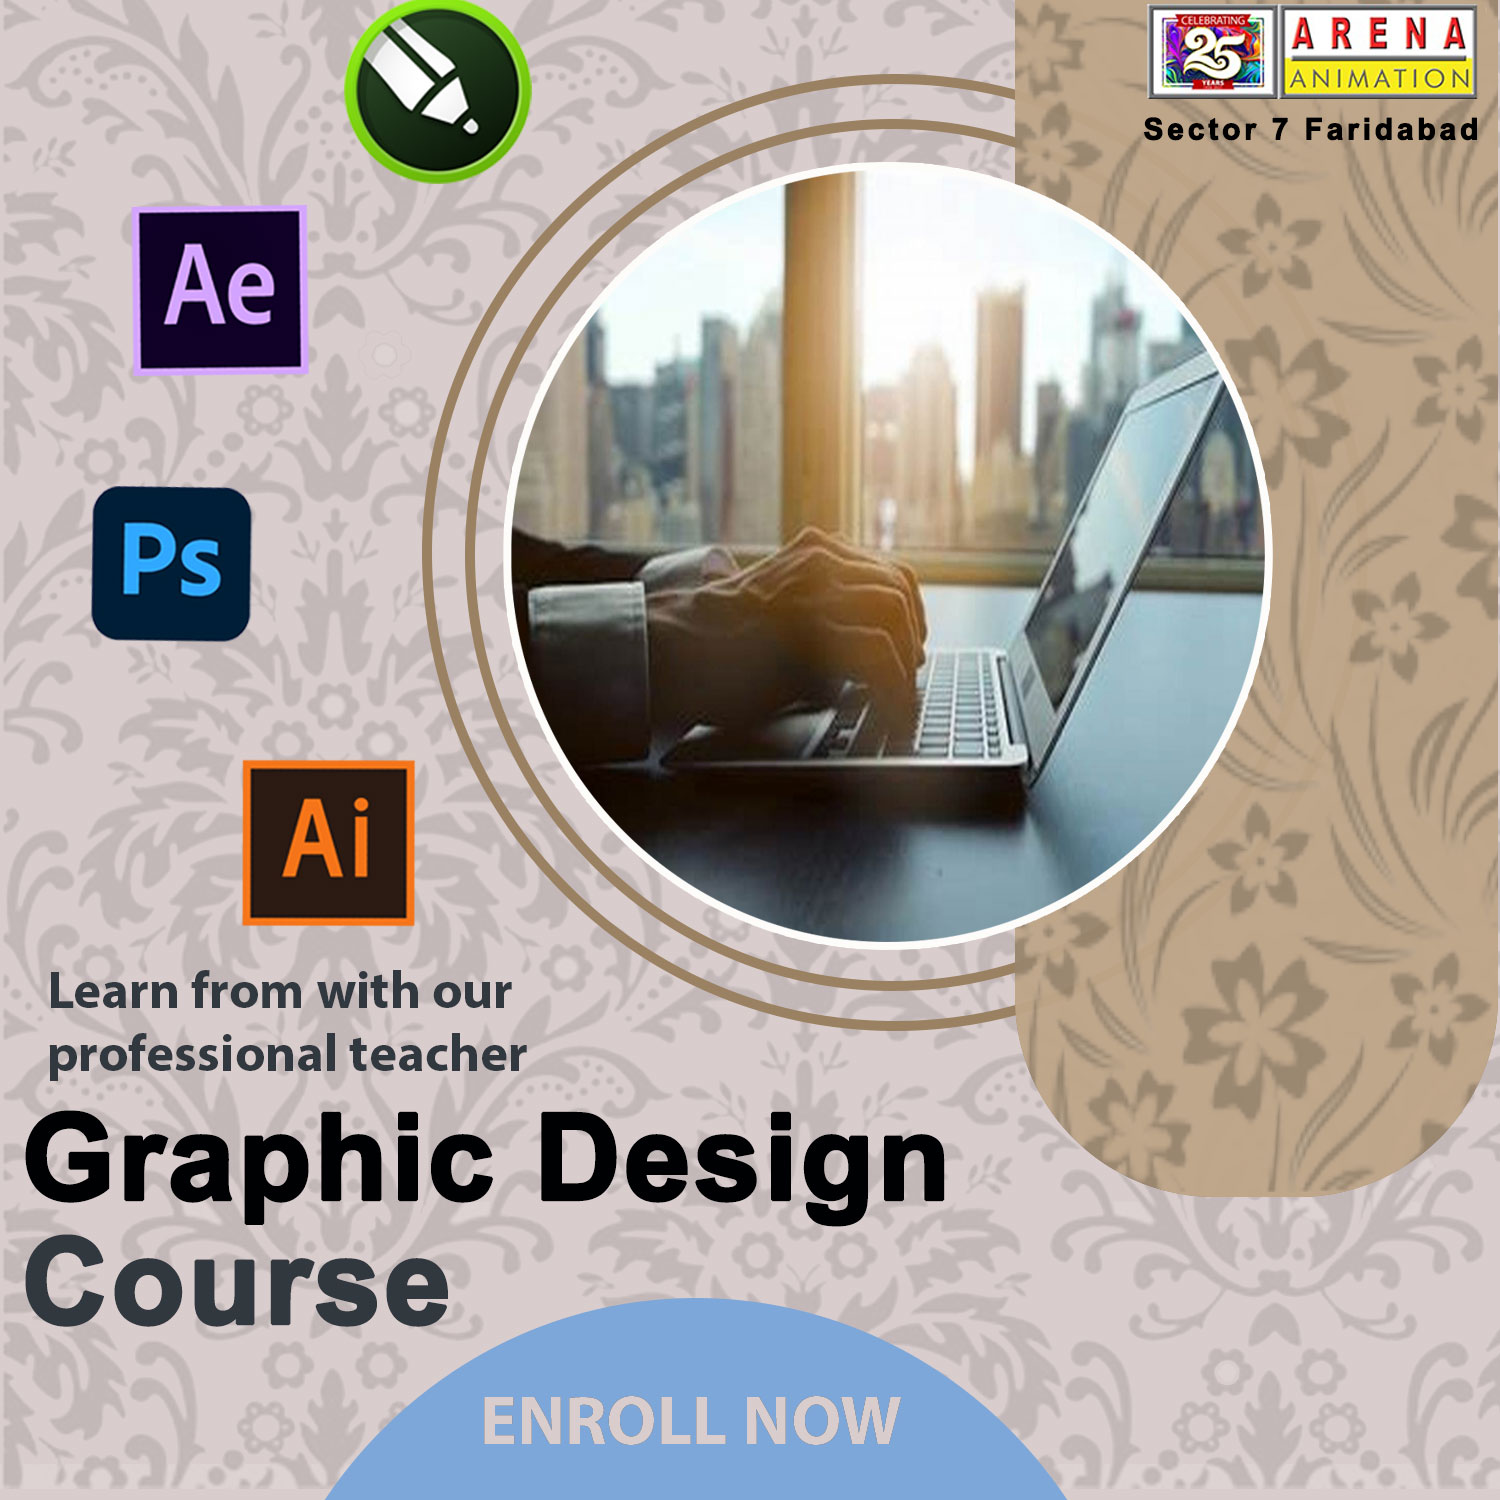 CELEBRATING
25
YEARS
ARENA
ANIMATION
Sector 7 Faridabad
Ae
Ps
Ai
Learn from with our
professional teacher
Graphic Design
Course
ENROLL NOW